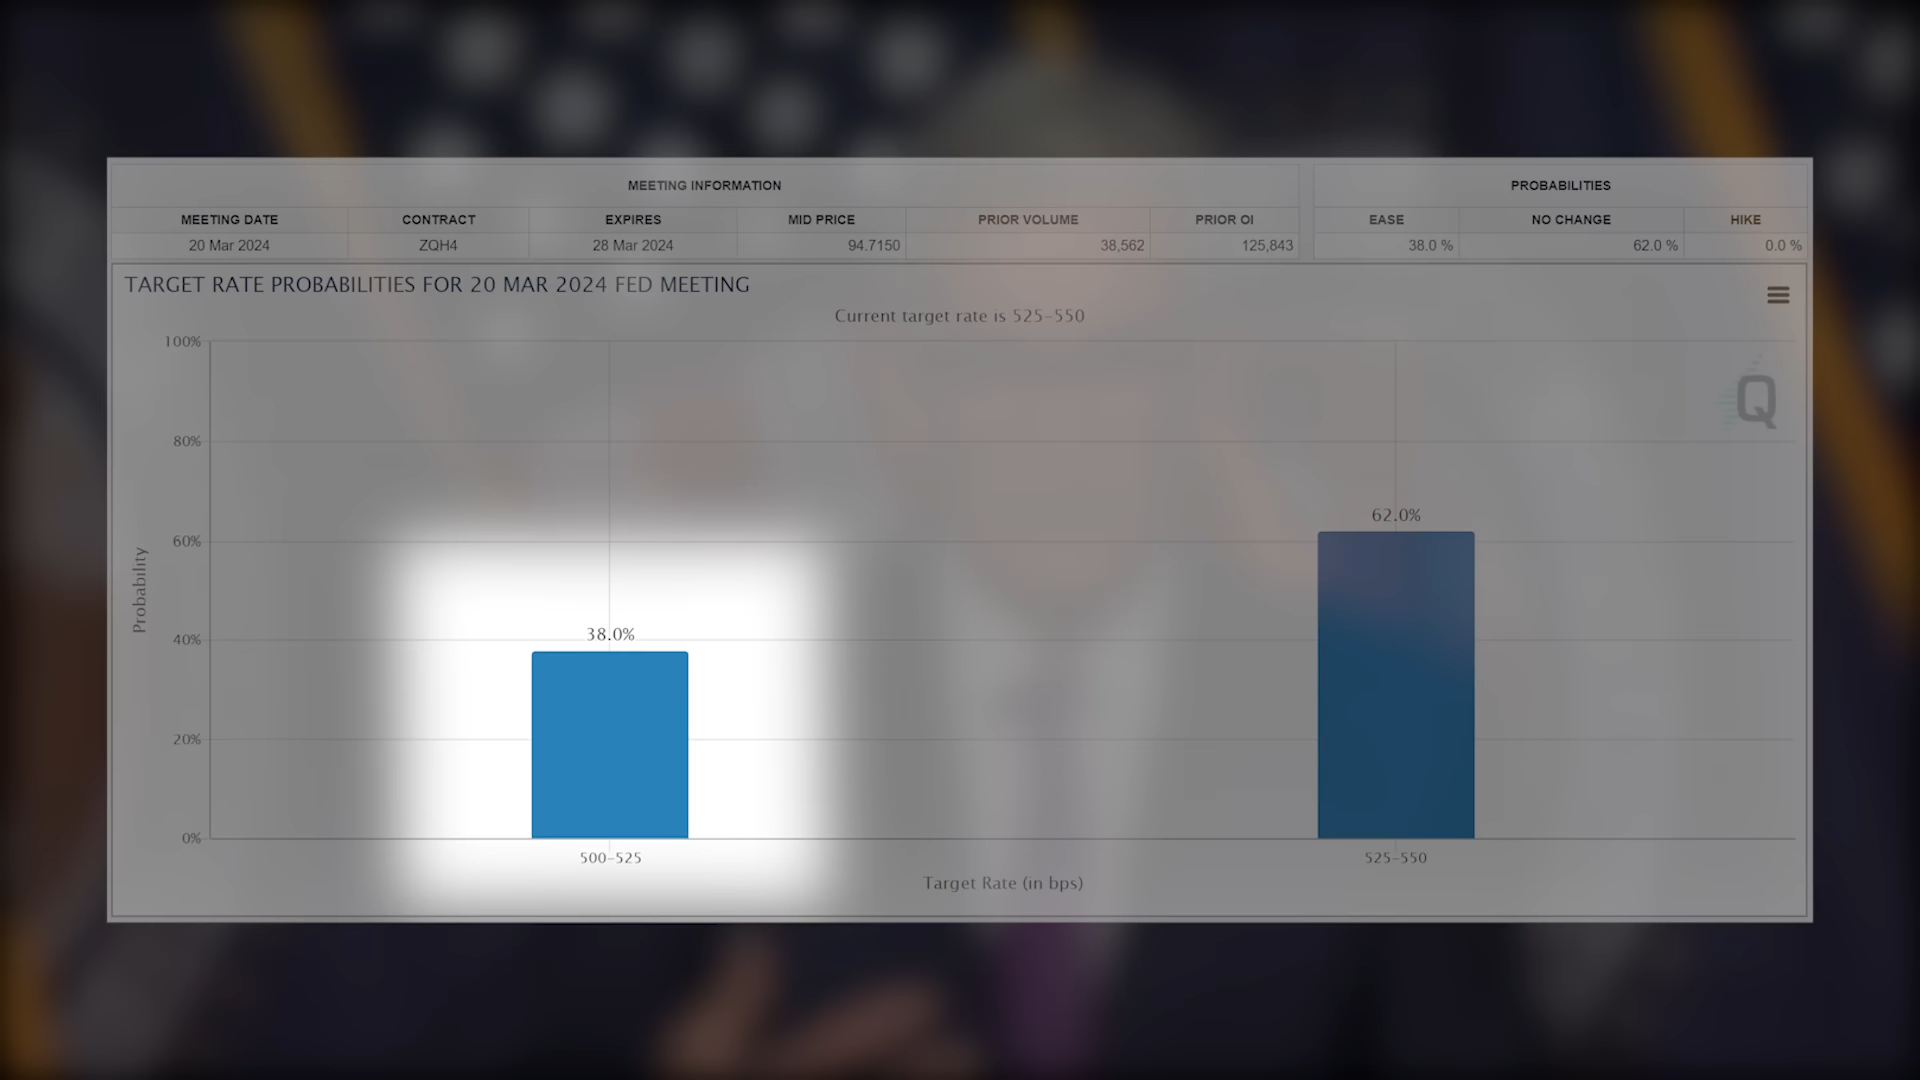 MEETING INFORMATION
PROBABILITIES
MEETING DATE CONTRACT EXPIRES MID PRICE PRIOR VOLUME PRIOR OI EASE NO CHANGE HIKE
20 Mar 2024 ZQH4 28 Mar 2024 94.7150 38,562 125,843 38.0 % 62.0 % 0.0 %
TARGET RATE PROBABILITIES FOR 20 MAR 2024 FED MEETING
Current target rate is 525-550
100%
80%
60%
40%
20%
0%
Probability
38.0%
62.0%
500-525
525-550
Target Rate (in bps)
Q